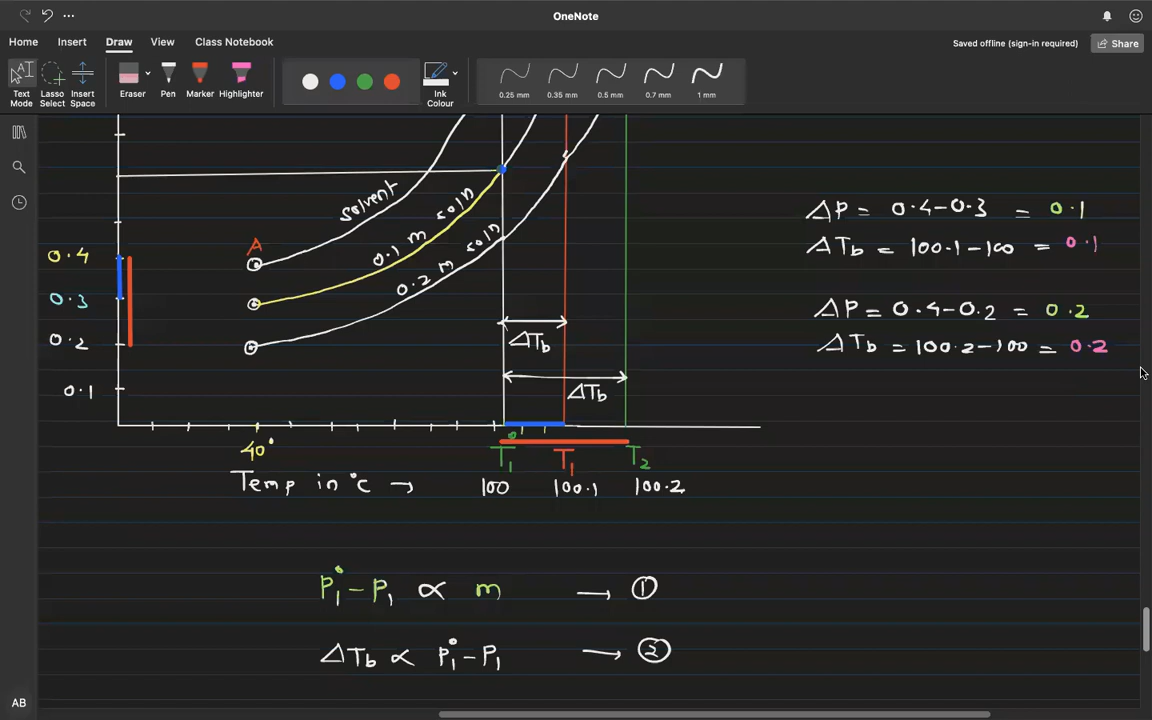 OneNote
Home Insert Draw View Class Notebook
Saved offline (sign-in required) Share
Text Mode Lasso Select Insert Space Eraser Pen Marker Highlighter Ink Colour 0.25 mm 0.35 mm 0.5 mm 0.7 mm 1 mm
solvent
A
0.1 m soln
0.2 m soln
0.4
0.3
0.2
0.1
ΔTb
ΔTb
ΔP = 0.4-0.3 = 0.1
ΔTb = 100.1-100 = 0.1
ΔP = 0.4-0.2 = 0.2
ΔTb = 100.2-100 = 0.2
40° T₁° T₁ T₂
Temp in °C → 100 100.1 100.2
P₁° - P₁ ∝ m → ①
ΔTb ∝ P₁° - P₁ → ②
AB